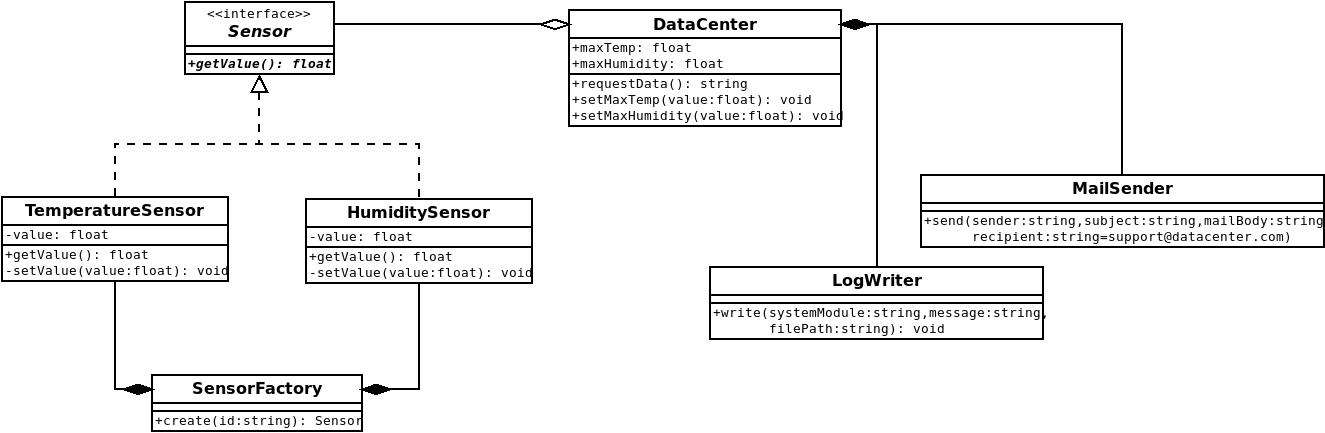 <<interface>>
Sensor
+getValue(): float
DataCenter
+maxTemp: float
+maxHumidity: float
+requestData(): string
+setMaxTemp(value:float): void
+setMaxHumidity(value:float): void
TemperatureSensor
-value: float
+getValue(): float
-setValue(value:float): void
HumiditySensor
-value: float
+getValue(): float
-setValue(value:float): void
MailSender
+send(sender:string,subject:string,mailBody:string
recipient:string=support@datacenter.com)
LogWriter
+write(systemModule:string,message:string,
filePath:string): void
SensorFactory
+create(id:string): Sensor